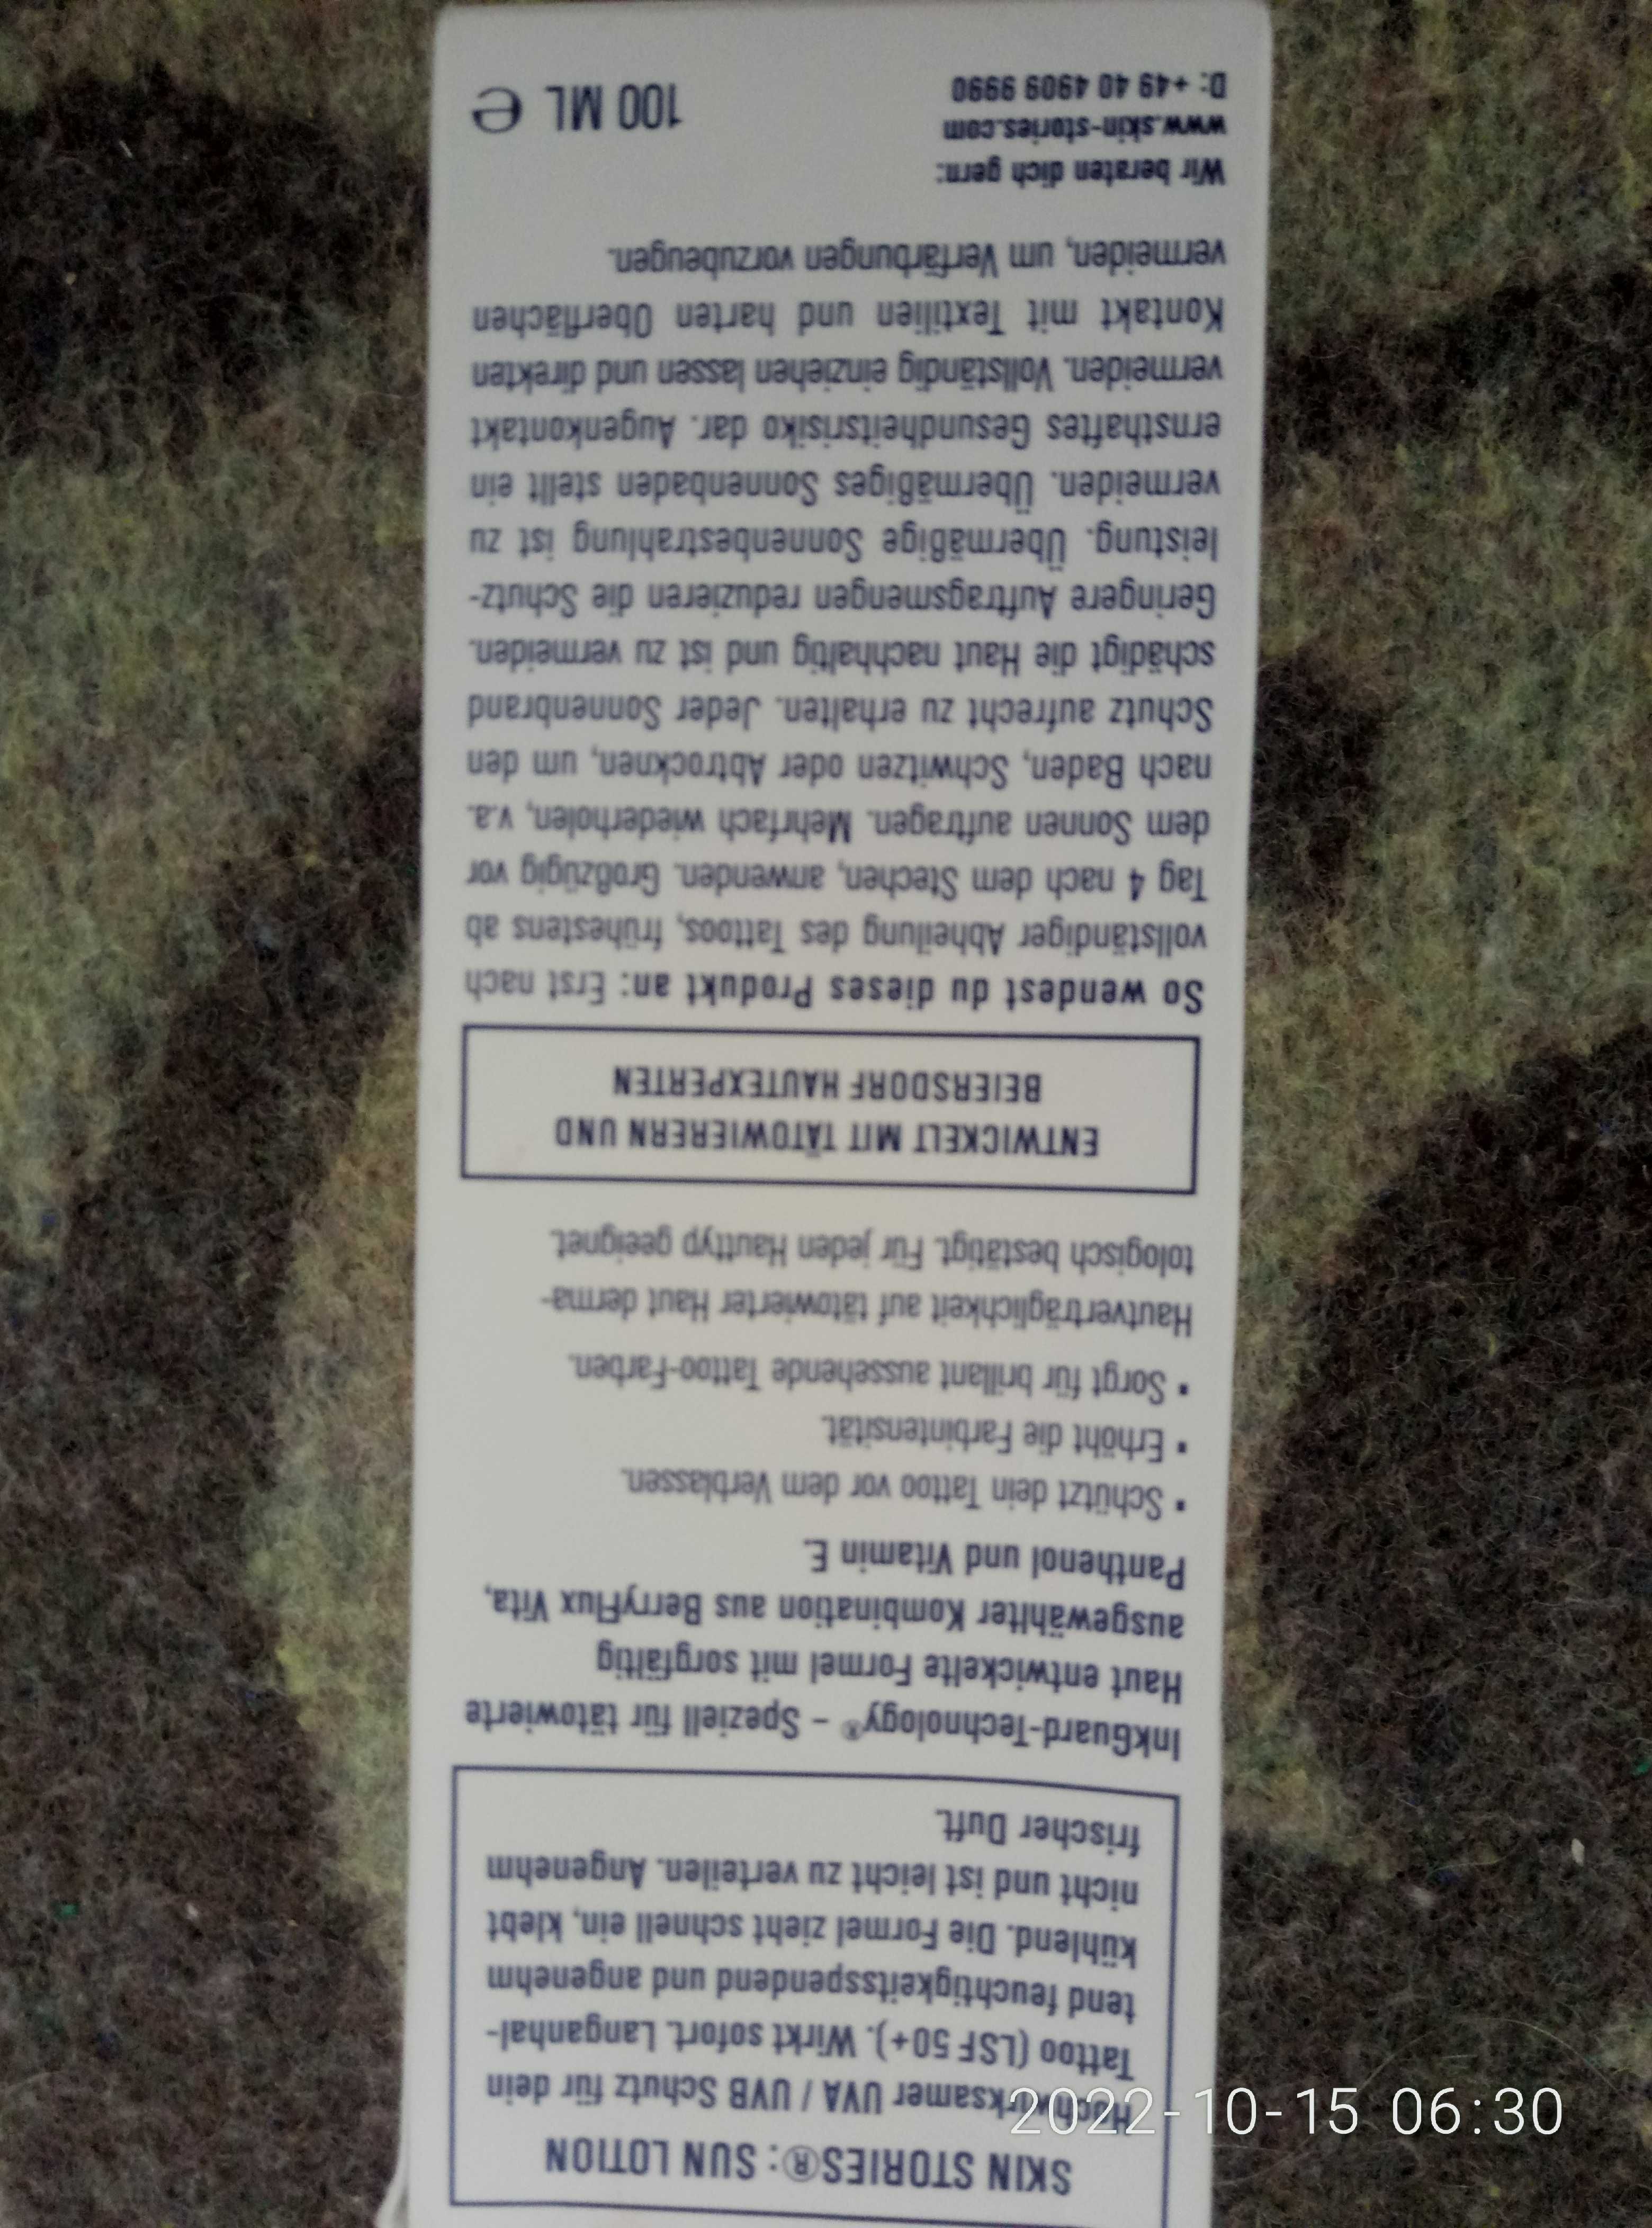 SKIN STORIES®: SUN LOTION
Hochwirksamer UVA / UVB Schutz für dein
Tattoo (LSF 50+). Wirkt sofort. Langanhal-
tend feuchtigkeitsspendend und angenehm
kühlend. Die Formel zieht schnell ein, klebt
nicht und ist leicht zu verteilen. Angenehm
frischer Duft.
InkGuard-Technology® – Speziell für tätowierte
Haut entwickelte Formel mit sorgfältig
ausgewählter Kombination aus BerryFlux Vita,
Panthenol und Vitamin E.
▪ Schützt dein Tattoo vor dem Verblassen.
▪ Erhöht die Farbintensität.
▪ Sorgt für brillant aussehende Tattoo-Farben.
Hautverträglichkeit auf tätowierter Haut derma-
tologisch bestätigt. Für jeden Hauttyp geeignet.
ENTWICKELT MIT TÄTOWIERERN UND
BEIERSDORF HAUTEXPERTEN
So wendest du dieses Produkt an: Erst nach
vollständiger Abheilung des Tattoos, frühestens ab
Tag 4 nach dem Stechen, anwenden. Großzügig vor
dem Sonnen auftragen. Mehrfach wiederholen, v.a.
nach Baden, Schwitzen oder Abtrocknen, um den
Schutz aufrecht zu erhalten. Jeder Sonnenbrand
schädigt die Haut nachhaltig und ist zu vermeiden.
Geringere Auftragsmengen reduzieren die Schutz-
leistung. Übermäßige Sonnenbestrahlung ist zu
vermeiden. Übermäßiges Sonnenbaden stellt ein
ernsthaftes Gesundheitsrisiko dar. Augenkontakt
vermeiden. Vollständig einziehen lassen und direkten
Kontakt mit Textilien und harten Oberflächen
vermeiden, um Verfärbungen vorzubeugen.
Wir beraten dich gern:
www.skin-stories.com
D: +49 40 4909 9990
100 ML ℮
2022-10-15 06:30